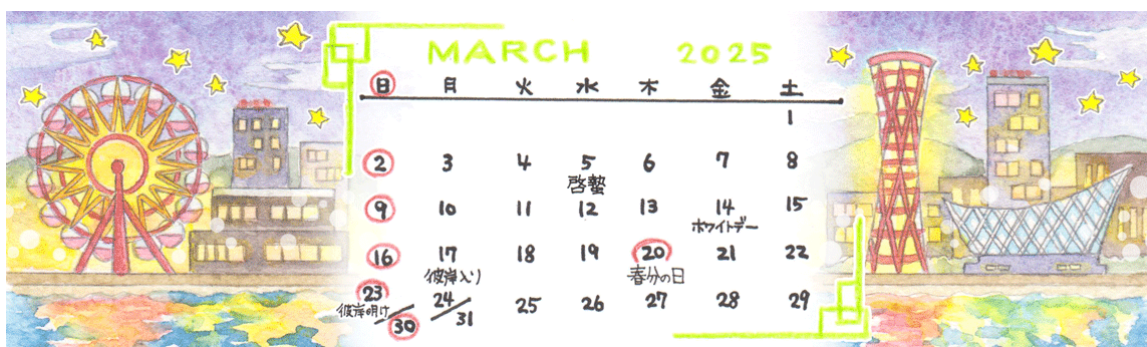 MARCH 2025
日 月 火 水 木 金 土
1
2 3 4 5 6 7 8
啓蟄
9 10 11 12 13 14 15
ホワイトデー
16 17 18 19 20 21 22
彼岸入り 春分の日
23 24 25 26 27 28 29
彼岸明け 30 31